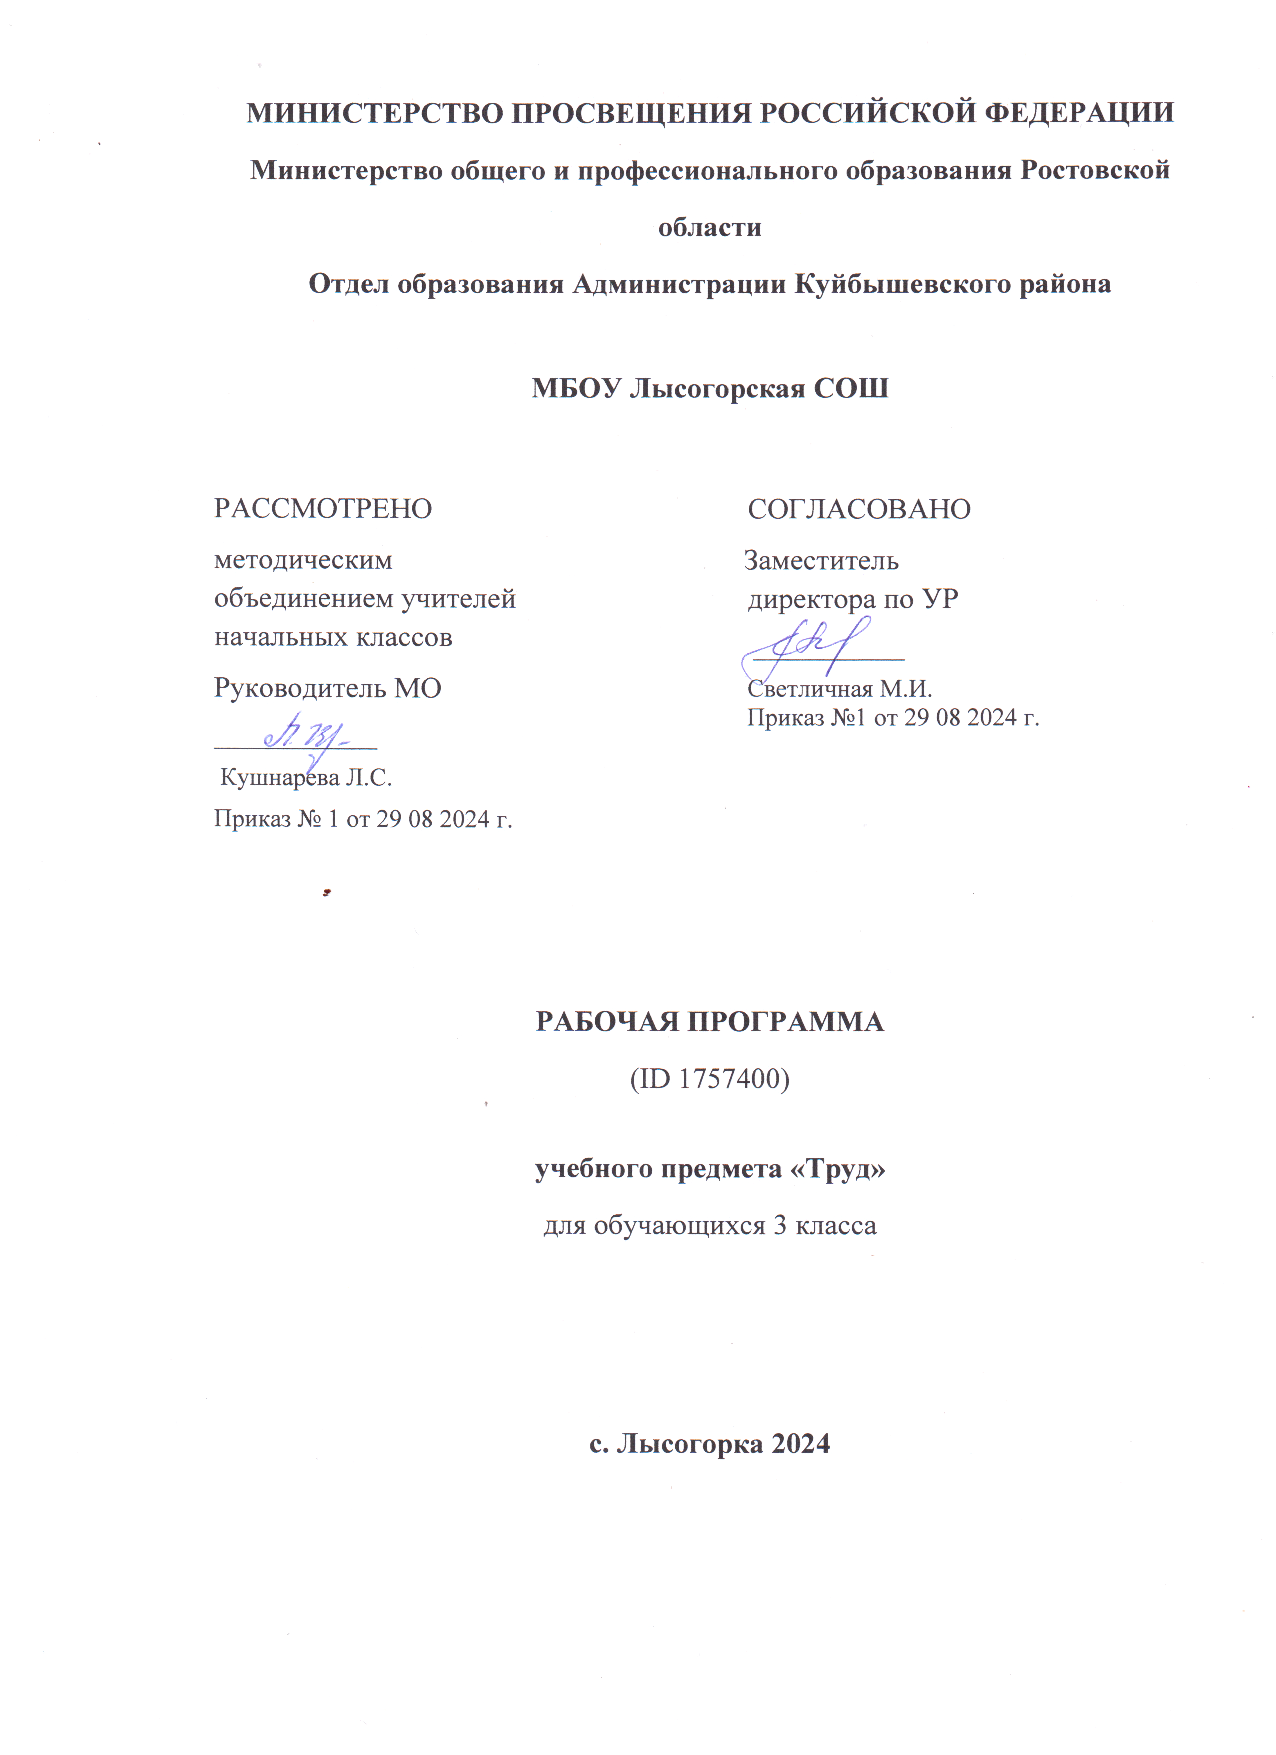 МИНИСТЕРСТВО ПРОСВЕЩЕНИЯ РОССИЙСКОЙ ФЕДЕРАЦИИ
Министерство общего и профессионального образования Ростовской
области
Отдел образования Администрации Куйбышевского района
МБОУ Лысогорская СОШ
РАССМОТРЕНО
методическим
объединением учителей
начальных классов
Руководитель МО
Кушнарева Л.С.
Приказ № 1 от 29 08 2024 г.
СОГЛАСОВАНО
Заместитель
директора по УР
Светличная М.И.
Приказ №1 от 29 08 2024 г.
РАБОЧАЯ ПРОГРАММА
(ID 1757400)
учебного предмета «Труд»
для обучающихся 3 класса
с. Лысогорка 2024